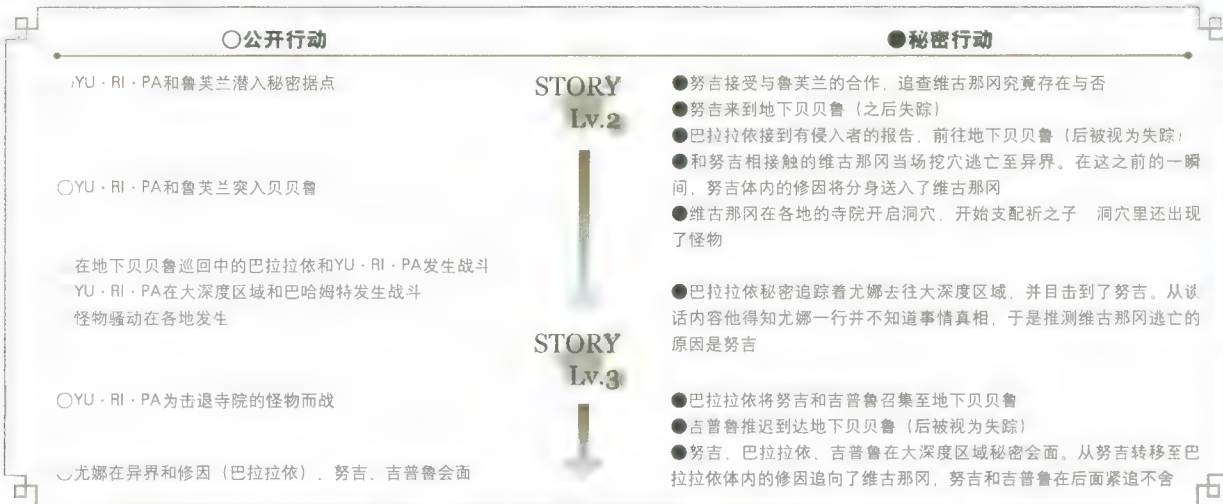 ○公开行动
YU・RI・PA和鲁芙兰潜入秘密据点
○YU・RI・PA和鲁芙兰突入贝贝鲁
在地下贝贝鲁巡回中的巴拉拉依和YU・RI・PA发生战斗
YU・RI・PA在大深度区域和巴哈姆特发生战斗
怪物骚动在各地发生
○YU・RI・PA为击退寺院的怪物而战
○尤娜在异界和修因（巴拉拉依）、努吉、吉普鲁会面
STORY
Lv.2
STORY
Lv.3
●秘密行动
●努吉接受与鲁芙兰的合作，追查维古那冈究竟存在与否
●努吉来到地下贝贝鲁（之后失踪）
●巴拉拉依接到有侵入者的报告，前往地下贝贝鲁（后被视为失踪）
●和努吉相接触的维古那冈当场挖穴逃亡至异界。在这之前的一瞬
间，努吉体内的修因将分身送入了维古那冈
●维古那冈在各地的寺院开启洞穴，开始支配祈之子 洞穴里还出现
了怪物
●巴拉拉依秘密追踪着尤娜去往大深度区域，并目击到了努吉。从谈
话内容他得知尤娜一行并不知道事情真相，于是推测维古那冈逃亡的
原因是努吉
●巴拉拉依将努吉和吉普鲁召集至地下贝贝鲁
●吉普鲁推迟到达地下贝贝鲁（后被视为失踪）
●努吉、巴拉拉依、吉普鲁在大深度区域秘密会面。从努吉转移至巴
拉拉依体内的修因追向了维古那冈，努吉和吉普鲁在后面紧追不舍